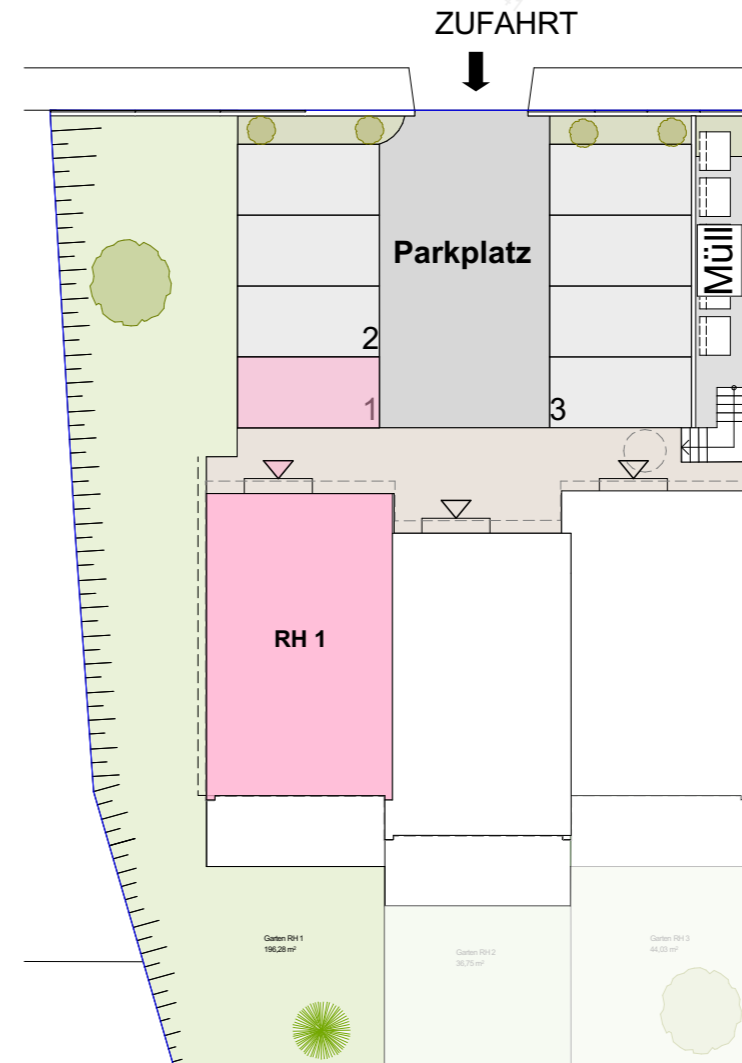 ZUFAHRT
Parkplatz
Müll
2
1
3
RH 1
Garten RH 1
196,28 m²
Garten RH 2
36,75 m²
Garten RH 3
44,03 m²